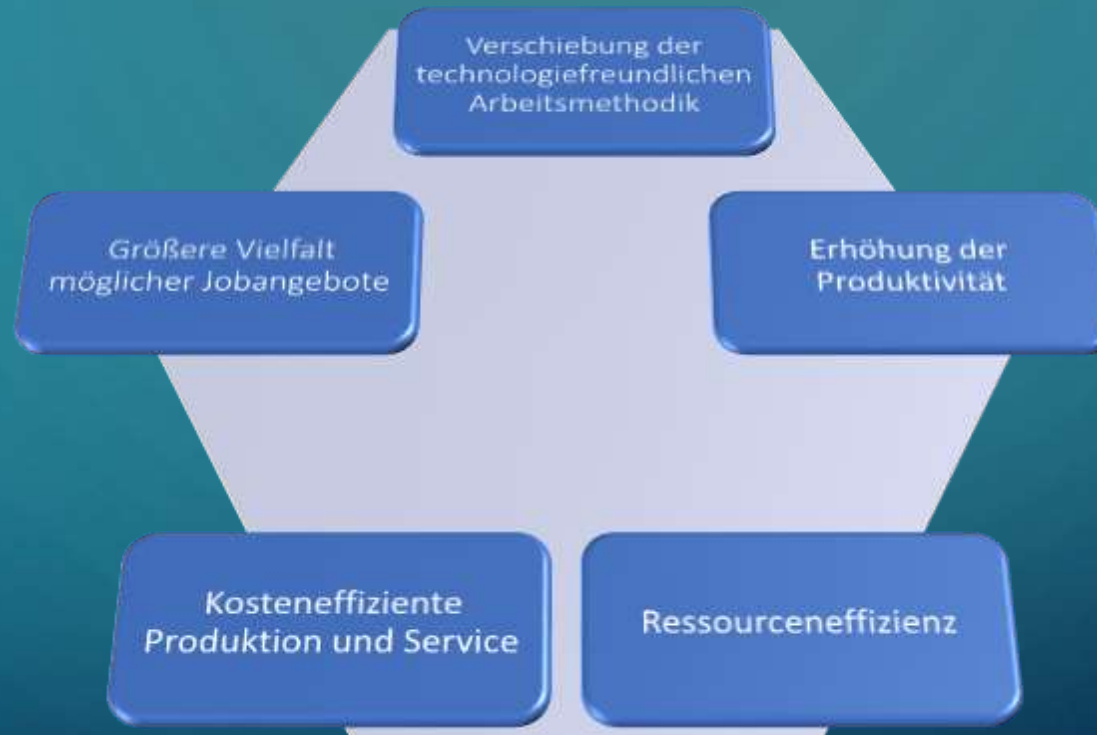 Verschiebung der
technologiefreundlichen
Arbeitsmethodik
Größere Vielfalt
möglicher Jobangebote
Erhöhung der
Produktivität
Kosteneffiziente
Produktion und Service
Ressourceneffizienz